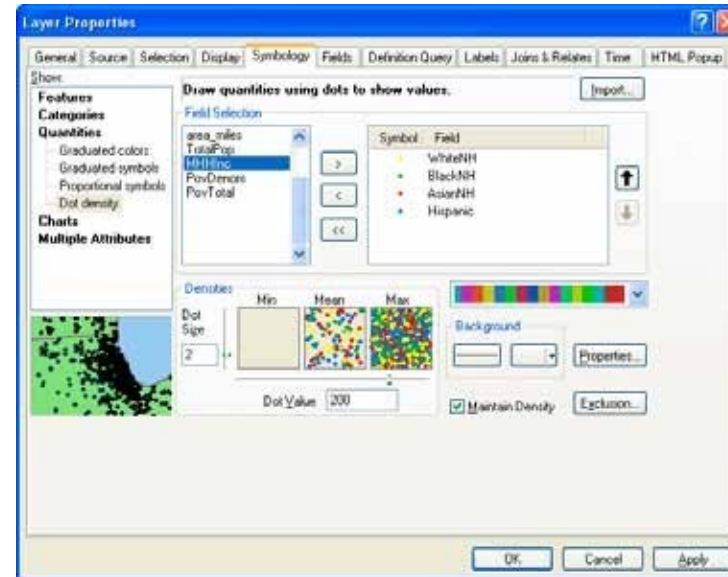 Layer Properties
General Source Selection Display Symbology Fields Definition Query Labels Joins & Relates Time HTML Popup
Show:
Features
Categories
Quantities
Graduated colors
Graduated symbols
Proportional symbols
Dot density
Charts
Multiple Attributes
Draw quantities using dots to show values.
Import...
Field Selection
area_miles
TotalPop
HHInc
PovDenom
PovTotal
>
<
<<
Symbol Field
WhiteNH
BlackNH
AsianNH
Hispanic
Densities
Min Mean Max
Dot
Size
2
Dot Value 200
Background
Properties...
Maintain Density
Exclusion...
OK Cancel Apply